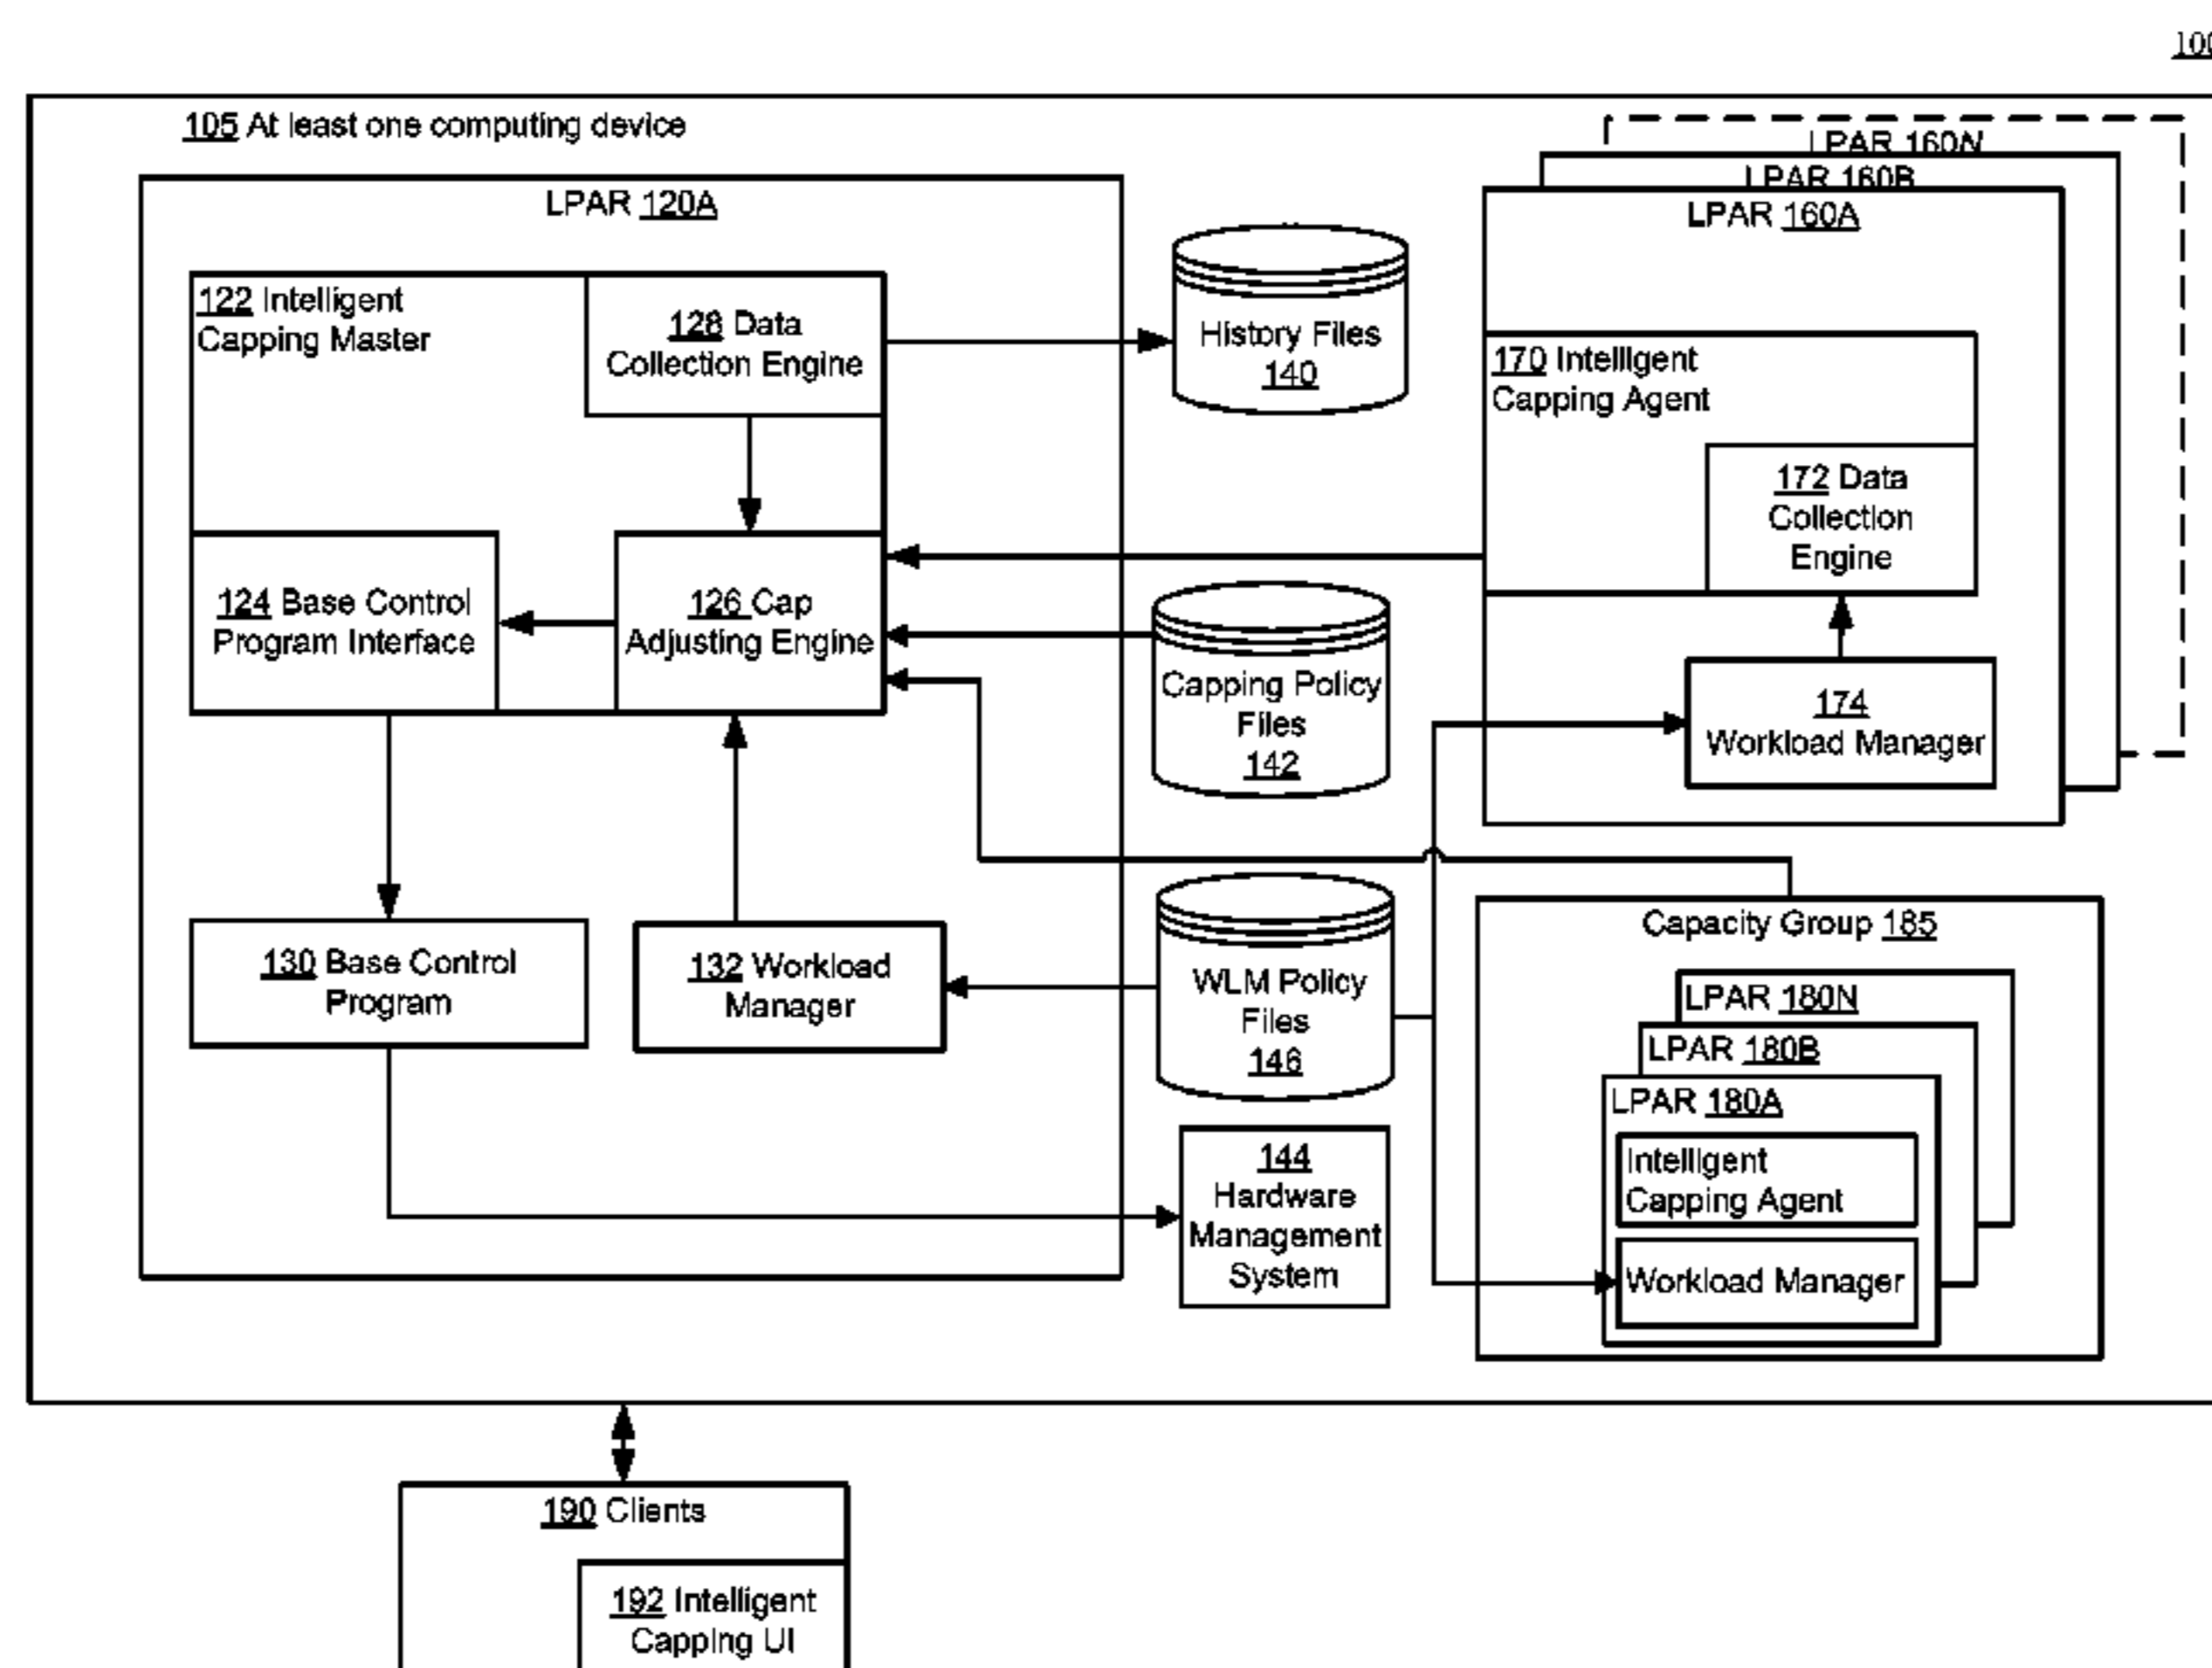 100
105 At least one computing device
LPAR 120A
122 Intelligent
Capping Master
128 Data
Collection Engine
124 Base Control
Program Interface
126 Cap
Adjusting Engine
130 Base Control
Program
132 Workload
Manager
History Files
140
Capping Policy
Files
142
WLM Policy
Files
146
144
Hardware
Management
System
LPAR 160N
LPAR 160B
LPAR 160A
170 Intelligent
Capping Agent
172 Data
Collection
Engine
174
Workload Manager
Capacity Group 185
LPAR 180N
LPAR 180B
LPAR 180A
Intelligent
Capping Agent
Workload Manager
190 Clients
192 Intelligent
Capping UI